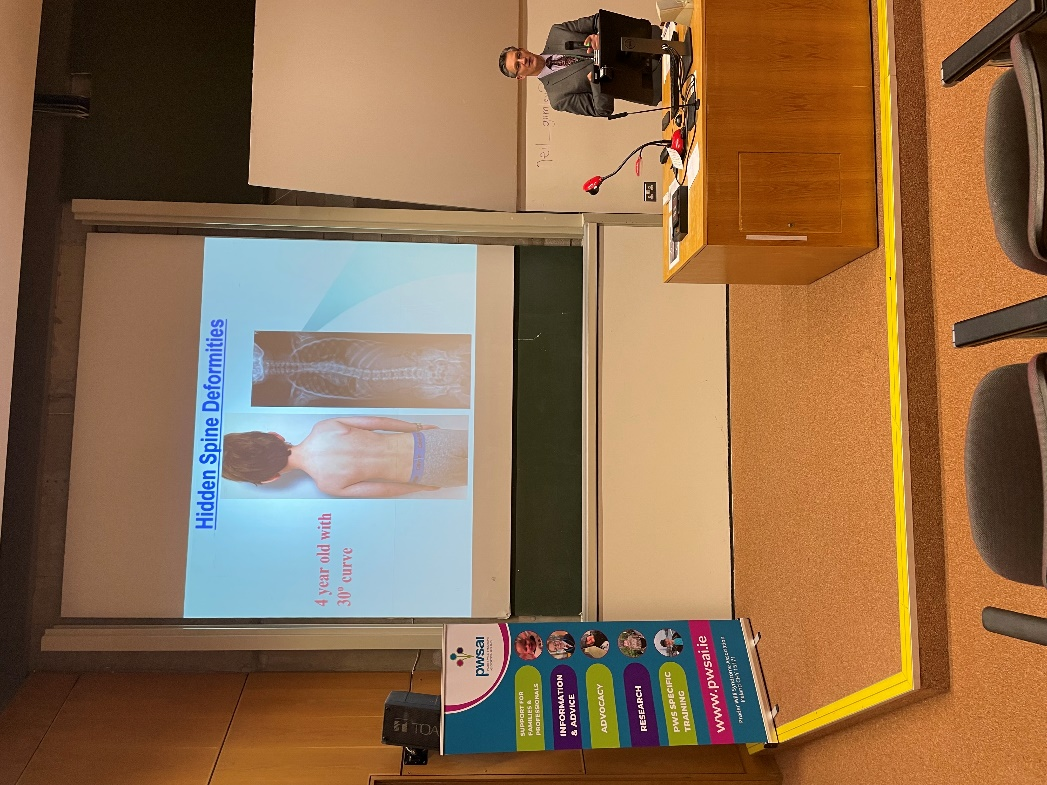 Hidden Spine Deformities
4 year old with
30° curve
pwsai
SUPPORT FOR
FAMILIES &
PROFESSIONALS
INFORMATION
& ADVICE
ADVOCACY
RESEARCH
PWS SPECIFIC
TRAINING
www.pwsai.ie
TOA